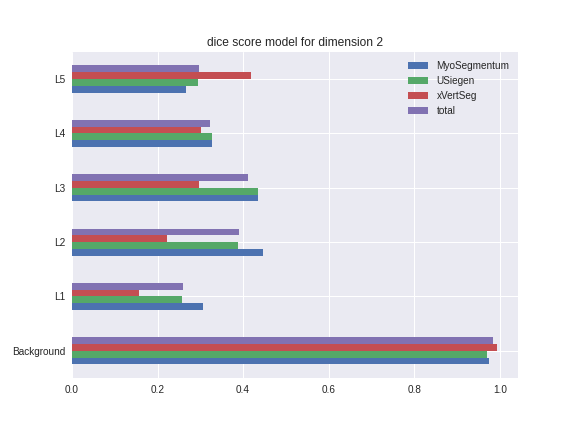 dice score model for dimension 2
L5
L4
L3
L2
L1
Background
0.0
0.2
0.4
0.6
0.8
1.0
MyoSegmentum
USiegen
xVertSeg
total